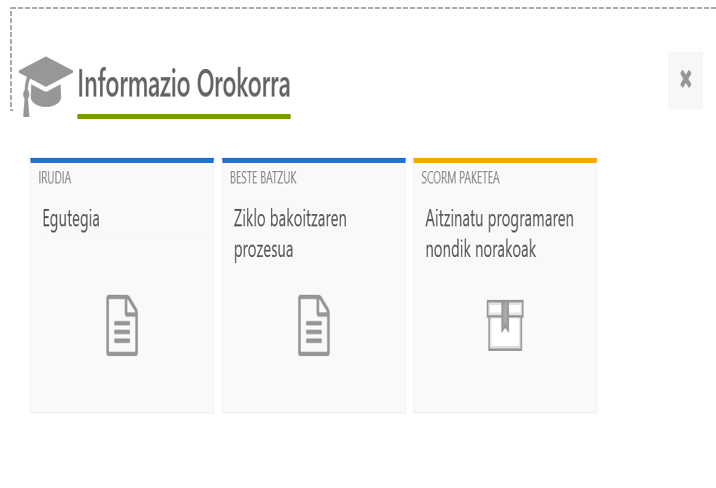 Informazio Orokorra
IRUDIA
Egutegia
BESTE BATZUK
Ziklo bakoitzaren
prozesua
SCORM PAKETEA
Aitzinatu programaren
nondik norakoak